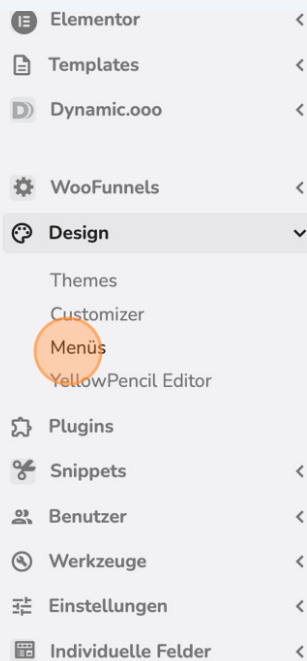 Elementor
Templates
Dynamic.ooo
WooFunnels
Design
Themes
Customizer
Menüs
YellowPencil Editor
Plugins
Snippets
Benutzer
Werkzeuge
Einstellungen
Individuelle Felder